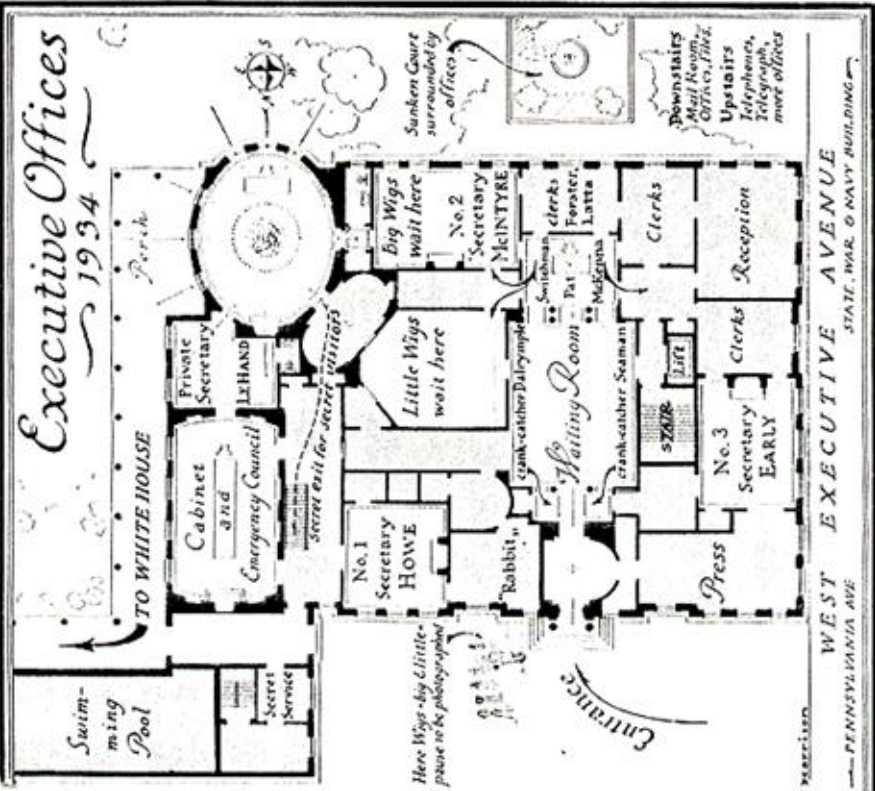 Executive Offices
1934
E
S
W
N
Porch
TO WHITE HOUSE
Swim-
ming
Pool
Secret
Service
Cabinet
and
Emergency Council
Private
Secretary
LEHAND
Secret exit for secret visitors
Sunken Court
surrounded by
offices
Downstairs
Mail Room,
Offices, Files.
Upstairs
Telephones,
Telegraph,
more offices
Big Wigs
wait here
No. 2
Secretary
McINTYRE
clerks
Forster,
Latta
Clerks
Reception
Little Wigs
wait here
Switchman
Pat
McKenna
crank-catcher Dalrymple
Waiting Room
crank-catcher Seaman
Lift
Clerks
STAIR
No. 1
Secretary
HOWE
"Rabbit"
No. 3
Secretary
EARLY
Press
Here Wigs - big & little -
pause to be photographed
Entrance
Harrison
WEST EXECUTIVE AVENUE
PENNSYLVANIA AVE
STATE, WAR, & NAVY BUILDING